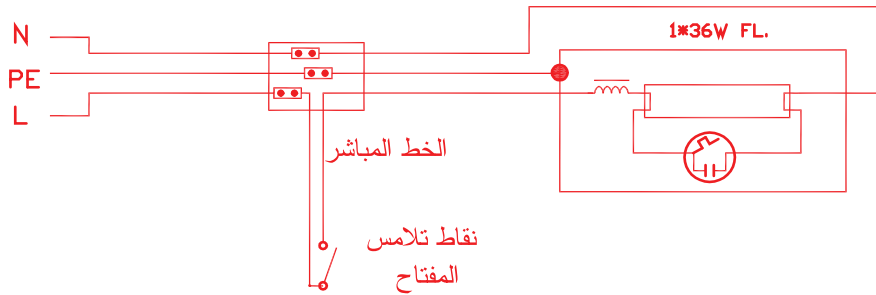 N
1*36W FL.
PE
L
الخط المباشر
نقاط تلامس
المفتاح